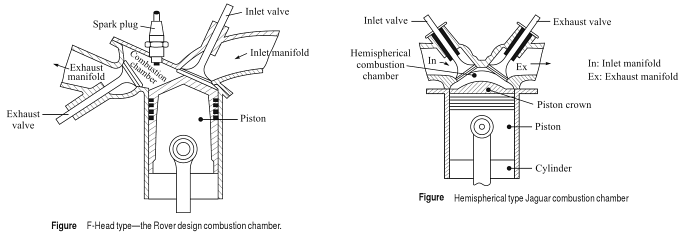 Spark plug
Inlet valve
Inlet manifold
Combustion
chamber
Exhaust
manifold
Exhaust
valve
Piston
Figure F-Head type—the Rover design combustion chamber.
Inlet valve
Exhaust valve
Hemispherical
combustion
chamber
In
Ex
In: Inlet manifold
Ex: Exhaust manifold
Piston crown
Piston
Cylinder
Figure Hemispherical type Jaguar combustion chamber